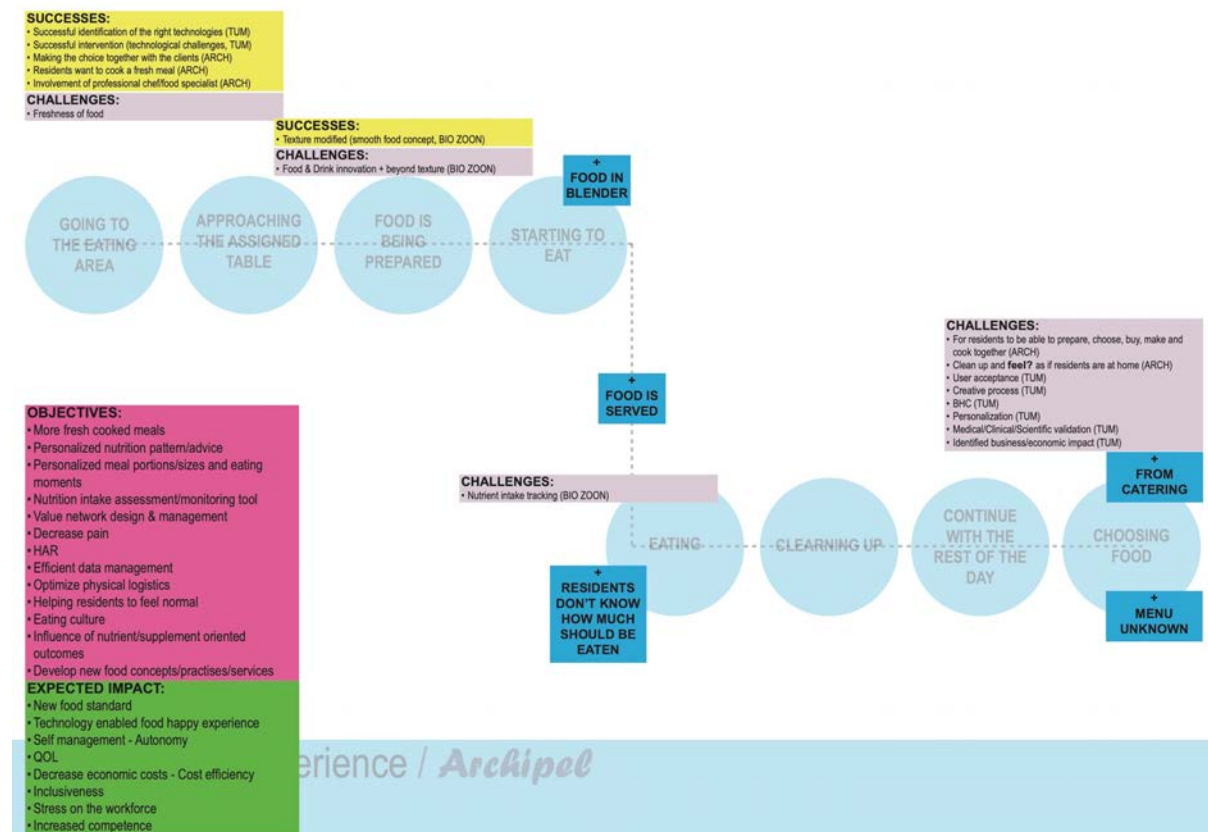 SUCCESSES:
• Successful identification of the right technologies (TUM)
• Successful intervention (technological challenges, TUM)
• Making the choice together with the clients (ARCH)
• Residents want to cook a fresh meal (ARCH)
• Involvement of professional chef/food specialist (ARCH)
CHALLENGES:
• Freshness of food
SUCCESSES:
• Texture modified (smooth food concept, BIO ZOON)
CHALLENGES:
• Food & Drink innovation + beyond texture (BIO ZOON)
+
FOOD IN
BLENDER
GOING TO
THE EATING
AREA
APPROACHING
THE ASSIGNED
TABLE
FOOD IS
BEING
PREPARED
STARTING TO
EAT
+
FOOD IS
SERVED
CHALLENGES:
• For residents to be able to prepare, choose, buy, make and
cook together (ARCH)
• Clean up and feel? as if residents are at home (ARCH)
• User acceptance (TUM)
• Creative process (TUM)
• BHC (TUM)
• Personalization (TUM)
• Medical/Clinical/Scientific validation (TUM)
• Identified business/economic impact (TUM)
+
FROM
CATERING
CHALLENGES:
• Nutrient intake tracking (BIO ZOON)
EATING
CLEARNING UP
CONTINUE
WITH THE
REST OF THE
DAY
CHOOSING
FOOD
+
RESIDENTS
DON'T KNOW
HOW MUCH
SHOULD BE
EATEN
+
MENU
UNKNOWN
OBJECTIVES:
• More fresh cooked meals
• Personalized nutrition pattern/advice
• Personalized meal portions/sizes and eating
moments
• Nutrition intake assessment/monitoring tool
• Value network design & management
• Decrease pain
• HAR
• Efficient data management
• Optimize physical logistics
• Helping residents to feel normal
• Eating culture
• Influence of nutrient/supplement oriented
outcomes
• Develop new food concepts/practises/services
EXPECTED IMPACT:
• New food standard
• Technology enabled food happy experience
• Self management - Autonomy
• QOL
• Decrease economic costs - Cost efficiency
• Inclusiveness
• Stress on the workforce
• Increased competence
erience / Archipel